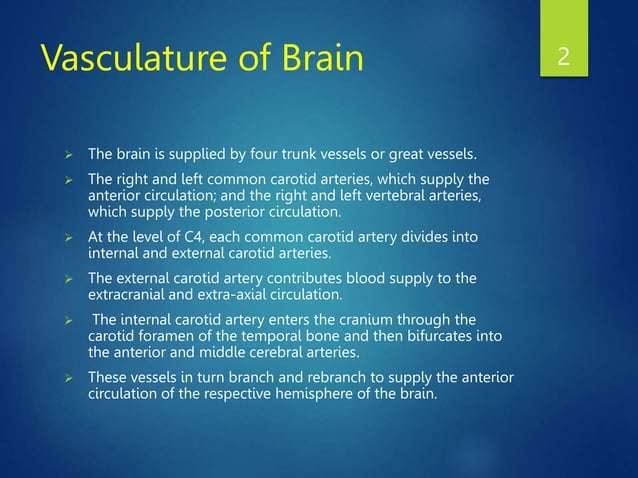 Vasculature of Brain
2
➢ The brain is supplied by four trunk vessels or great vessels.
➢ The right and left common carotid arteries, which supply the
anterior circulation; and the right and left vertebral arteries,
which supply the posterior circulation.
➢ At the level of C4, each common carotid artery divides into
internal and external carotid arteries.
➢ The external carotid artery contributes blood supply to the
extracranial and extra-axial circulation.
➢ The internal carotid artery enters the cranium through the
carotid foramen of the temporal bone and then bifurcates into
the anterior and middle cerebral arteries.
➢ These vessels in turn branch and rebranch to supply the anterior
circulation of the respective hemisphere of the brain.